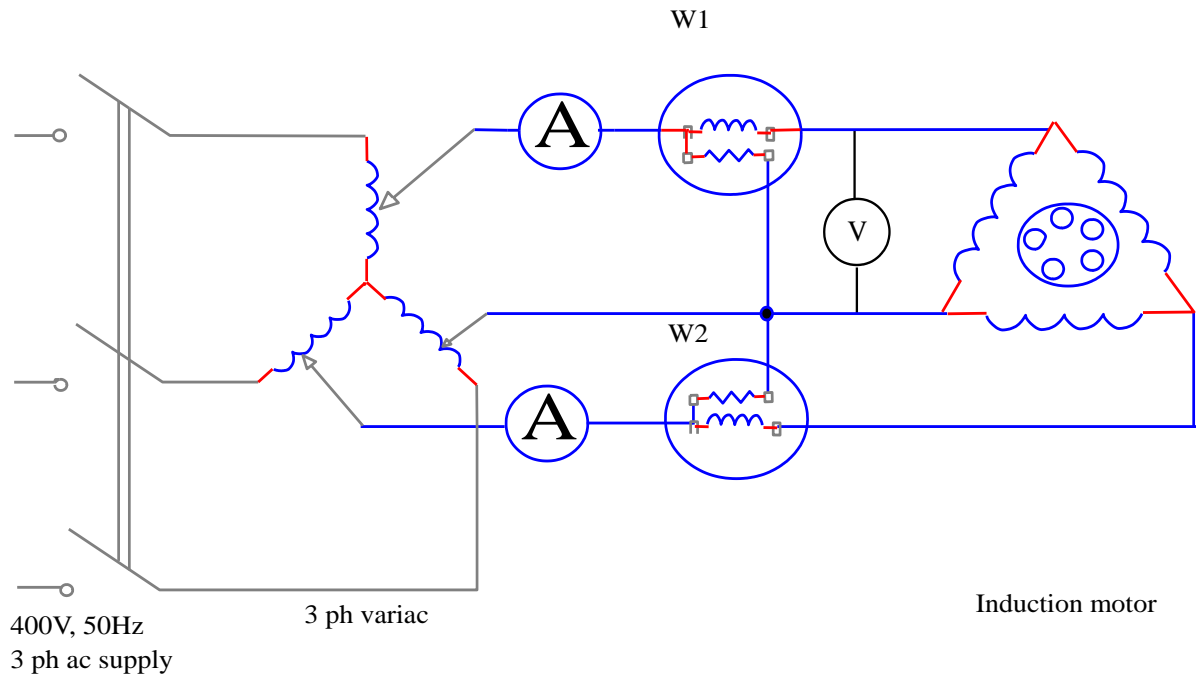 W1
A
V
W2
A
3 ph variac
Induction motor
400V, 50Hz
3 ph ac supply